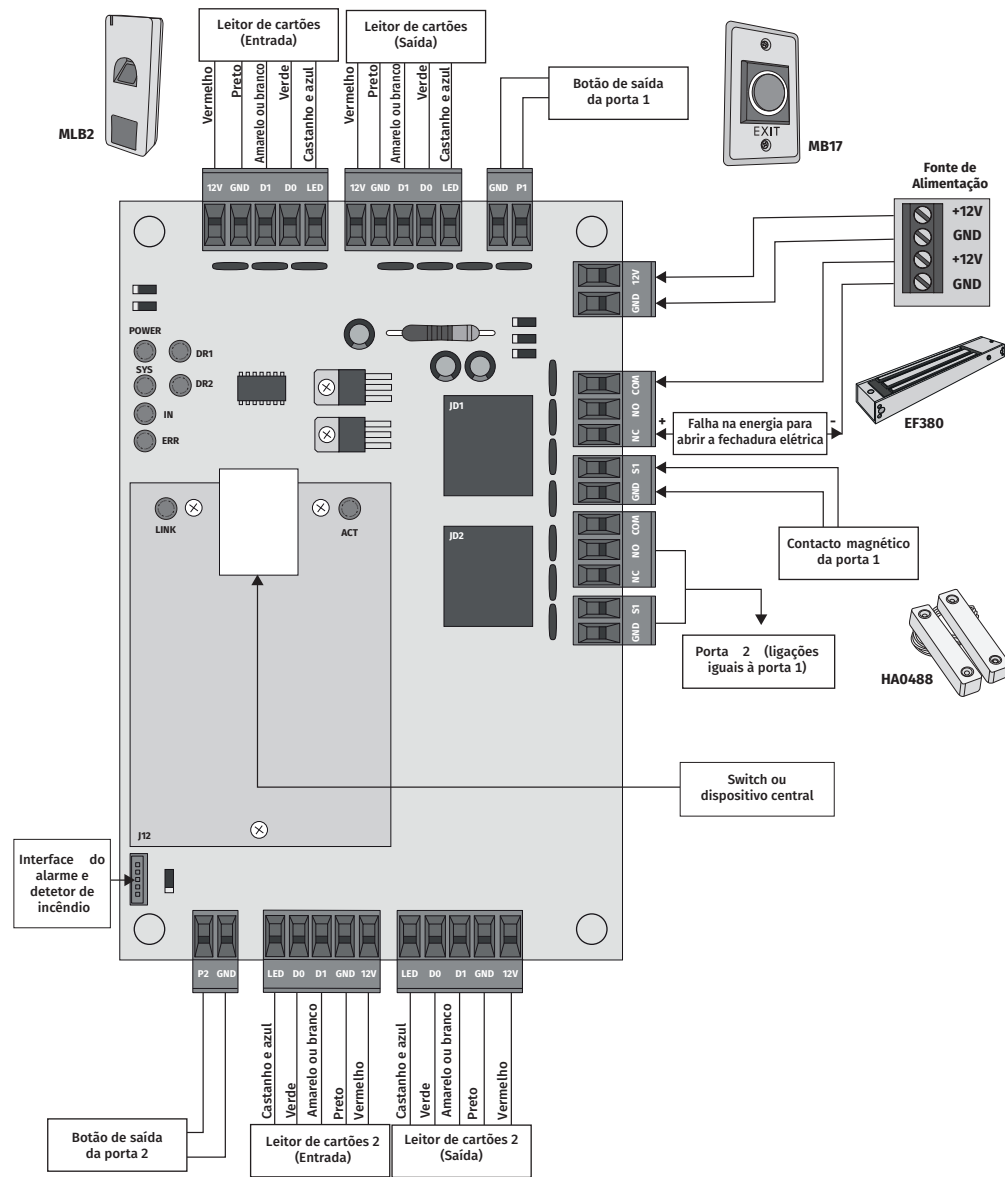 Leitor de cartões
(Entrada)
Leitor de cartões
(Saída)
Vermelho
Preto
Amarelo ou branco
Verde
Castanho e azul
Vermelho
Preto
Amarelo ou branco
Verde
Castanho e azul
Botão de saída
da porta 1
MLB2
EXIT
MB17
12V GND D1 D0 LED
12V GND D1 D0 LED
GND P1
Fonte de
Alimentação
+12V
GND
+12V
GND
12V
GND
POWER
DR1
SYS
DR2
IN
ERR
JD1
COM
NO
NC
+
Falha na energia para
abrir a fechadura elétrica
-
EF380
S1
GND
LINK
ACT
JD2
COM
NO
NC
S1
GND
Contacto magnético
da porta 1
Porta 2 (ligações
iguais à porta 1)
HA0488
Switch ou
dispositivo central
J12
Interface do
alarme e
detetor de
incêndio
P2 GND
LED D0 D1 GND 12V
LED D0 D1 GND 12V
Castanho e azul
Verde
Amarelo ou branco
Preto
Vermelho
Castanho e azul
Verde
Amarelo ou branco
Preto
Vermelho
Botão de saída
da porta 2
Leitor de cartões 2
(Entrada)
Leitor de cartões 2
(Saída)